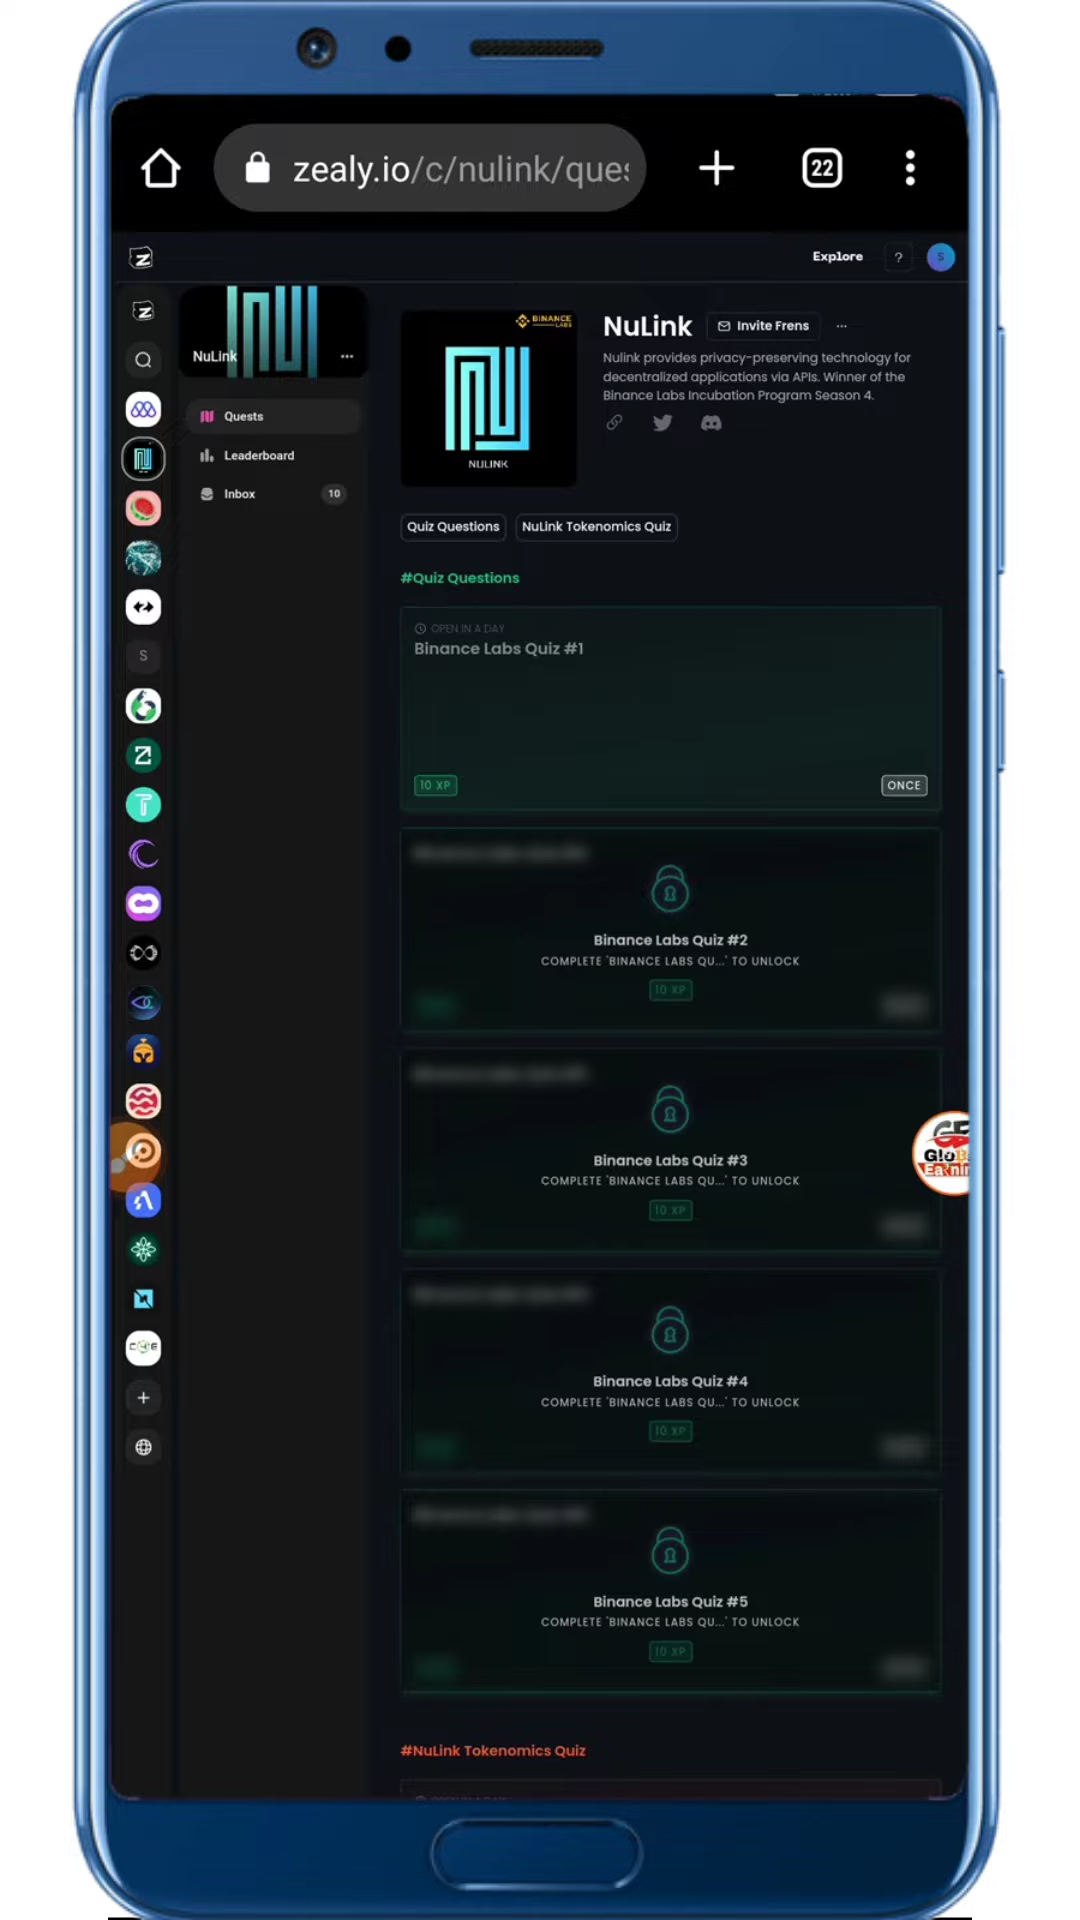 zealy.io/c/nulink/ques
22
Explore
?
S
NuLink
Quests
Leaderboard
Inbox
10
BINANCE
LABS
NULINK
NuLink
Invite Frens
Nulink provides privacy-preserving technology for
decentralized applications via APIs. Winner of the
Binance Labs Incubation Program Season 4.
Quiz Questions
NuLink Tokenomics Quiz
#Quiz Questions
OPEN IN A DAY
Binance Labs Quiz #1
10 XP
ONCE
Binance Labs Quiz #2
COMPLETE 'BINANCE LABS QU...' TO UNLOCK
10 XP
Binance Labs Quiz #3
COMPLETE 'BINANCE LABS QU...' TO UNLOCK
10 XP
Binance Labs Quiz #4
COMPLETE 'BINANCE LABS QU...' TO UNLOCK
10 XP
Binance Labs Quiz #5
COMPLETE 'BINANCE LABS QU...' TO UNLOCK
10 XP
#NuLink Tokenomics Quiz
S